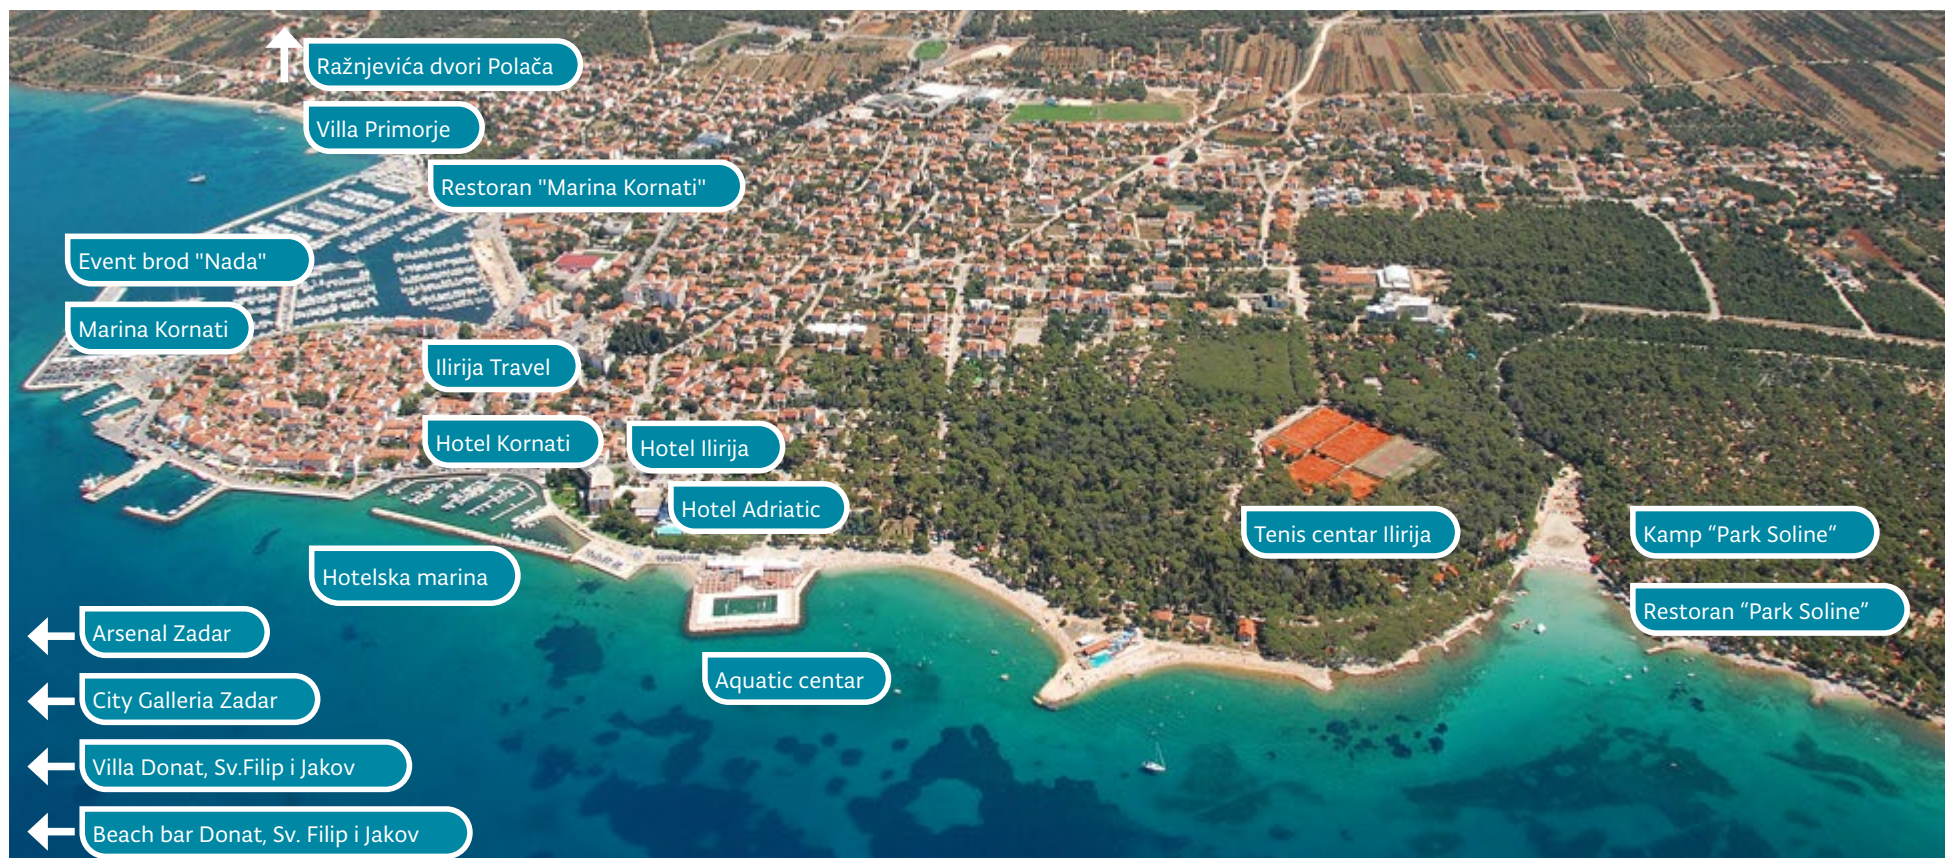 Ražnjevića dvori Polača
Villa Primorje
Restoran "Marina Kornati"
Event brod "Nada"
Marina Kornati
Ilirija Travel
Hotel Kornati
Hotel Ilirija
Hotel Adriatic
Tenis centar Ilirija
Kamp “Park Soline“
Hotelska marina
Restoran “Park Soline”
Arsenal Zadar
Aquatic centar
City Galleria Zadar
Villa Donat, Sv.Filip i Jakov
Beach bar Donat, Sv. Filip i Jakov